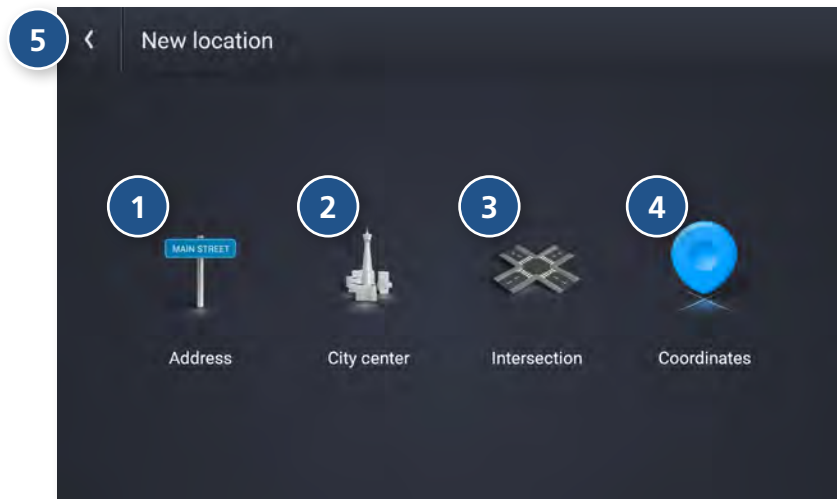 5
New location
1
2
3
4
MAIN STREET
Address
City center
Intersection
Coordinates